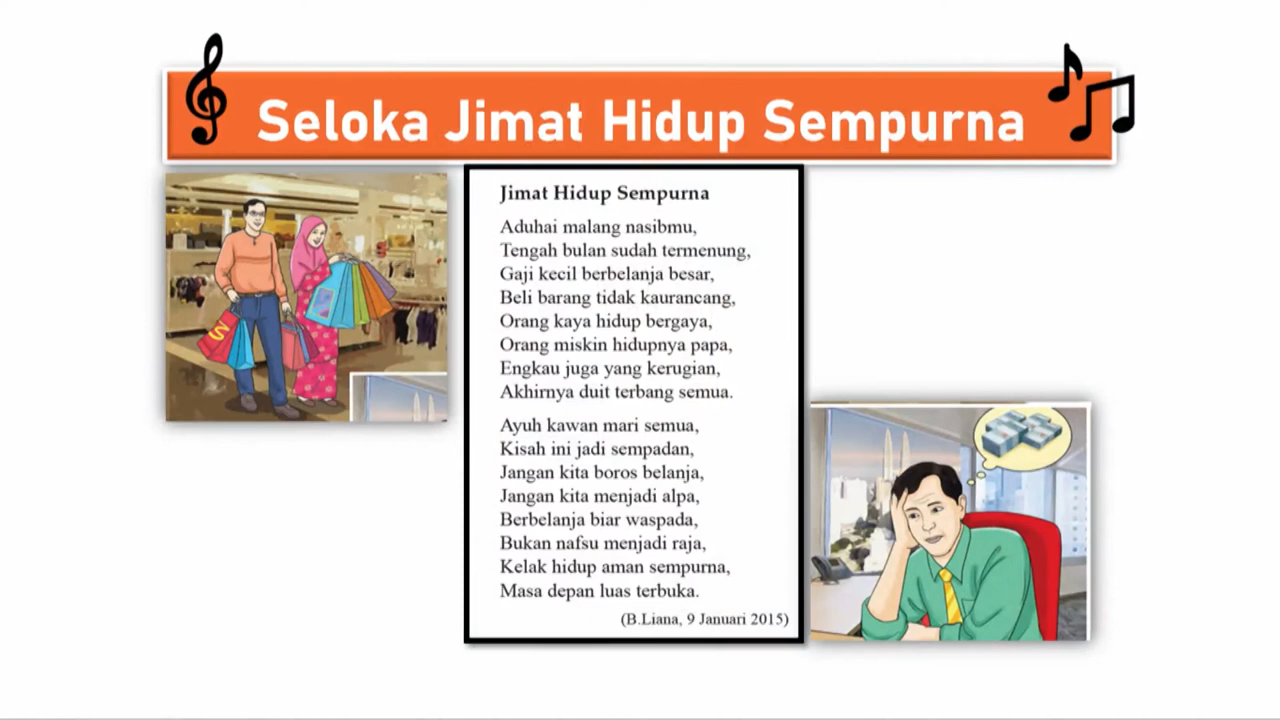 Seloka Jimat Hidup Sempurna
Jimat Hidup Sempurna
Aduhai malang nasibmu,
Tengah bulan sudah termenung,
Gaji kecil berbelanja besar,
Beli barang tidak kaurancang,
Orang kaya hidup bergaya,
Orang miskin hidupnya papa,
Engkau juga yang kerugian,
Akhirnya duit terbang semua.
Ayuh kawan mari semua,
Kisah ini jadi sempadan,
Jangan kita boros belanja,
Jangan kita menjadi alpa,
Berbelanja biar waspada,
Bukan nafsu menjadi raja,
Kelak hidup aman sempurna,
Masa depan luas terbuka.
(B.Liana, 9 Januari 2015)